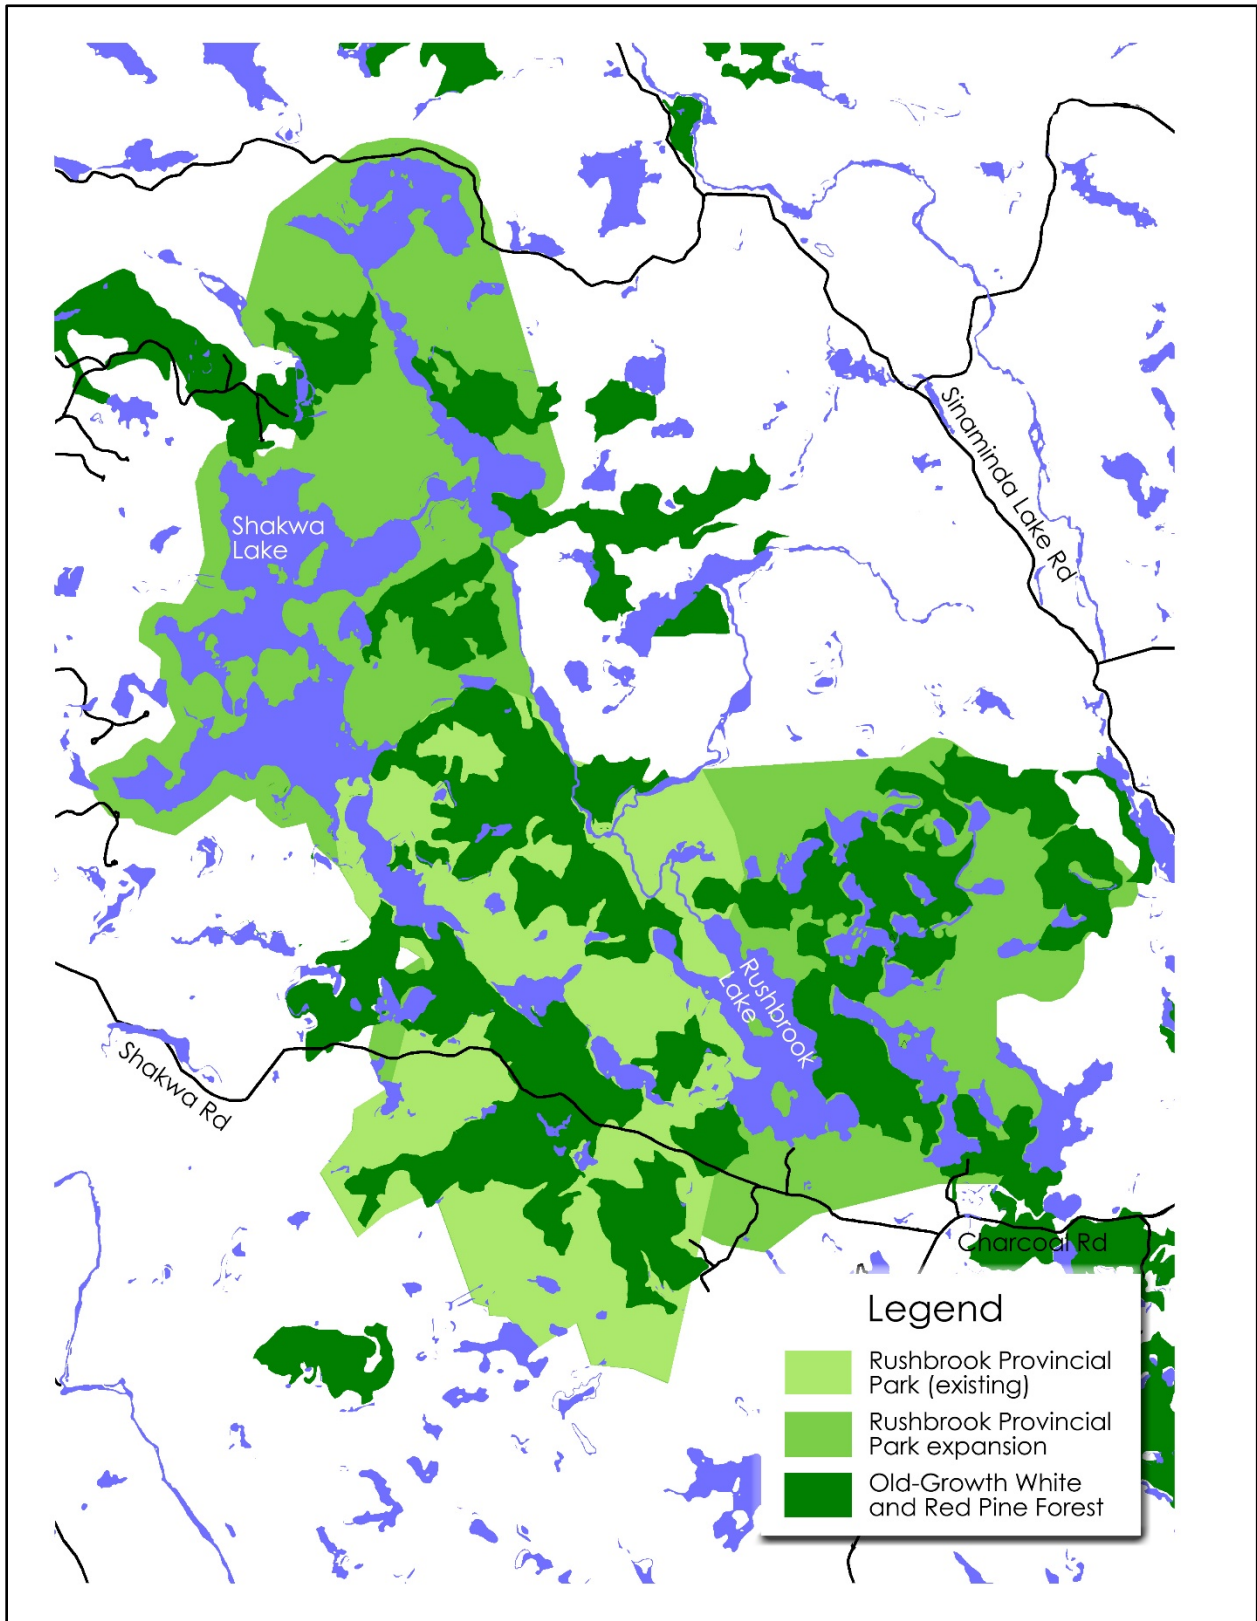 Shakwa
Lake
Sinaminda Lake Rd
Rushbrook
Lake
Shakwa Rd
Charcoal Rd
Legend
Rushbrook Provincial
Park (existing)
Rushbrook Provincial
Park expansion
Old-Growth White
and Red Pine Forest